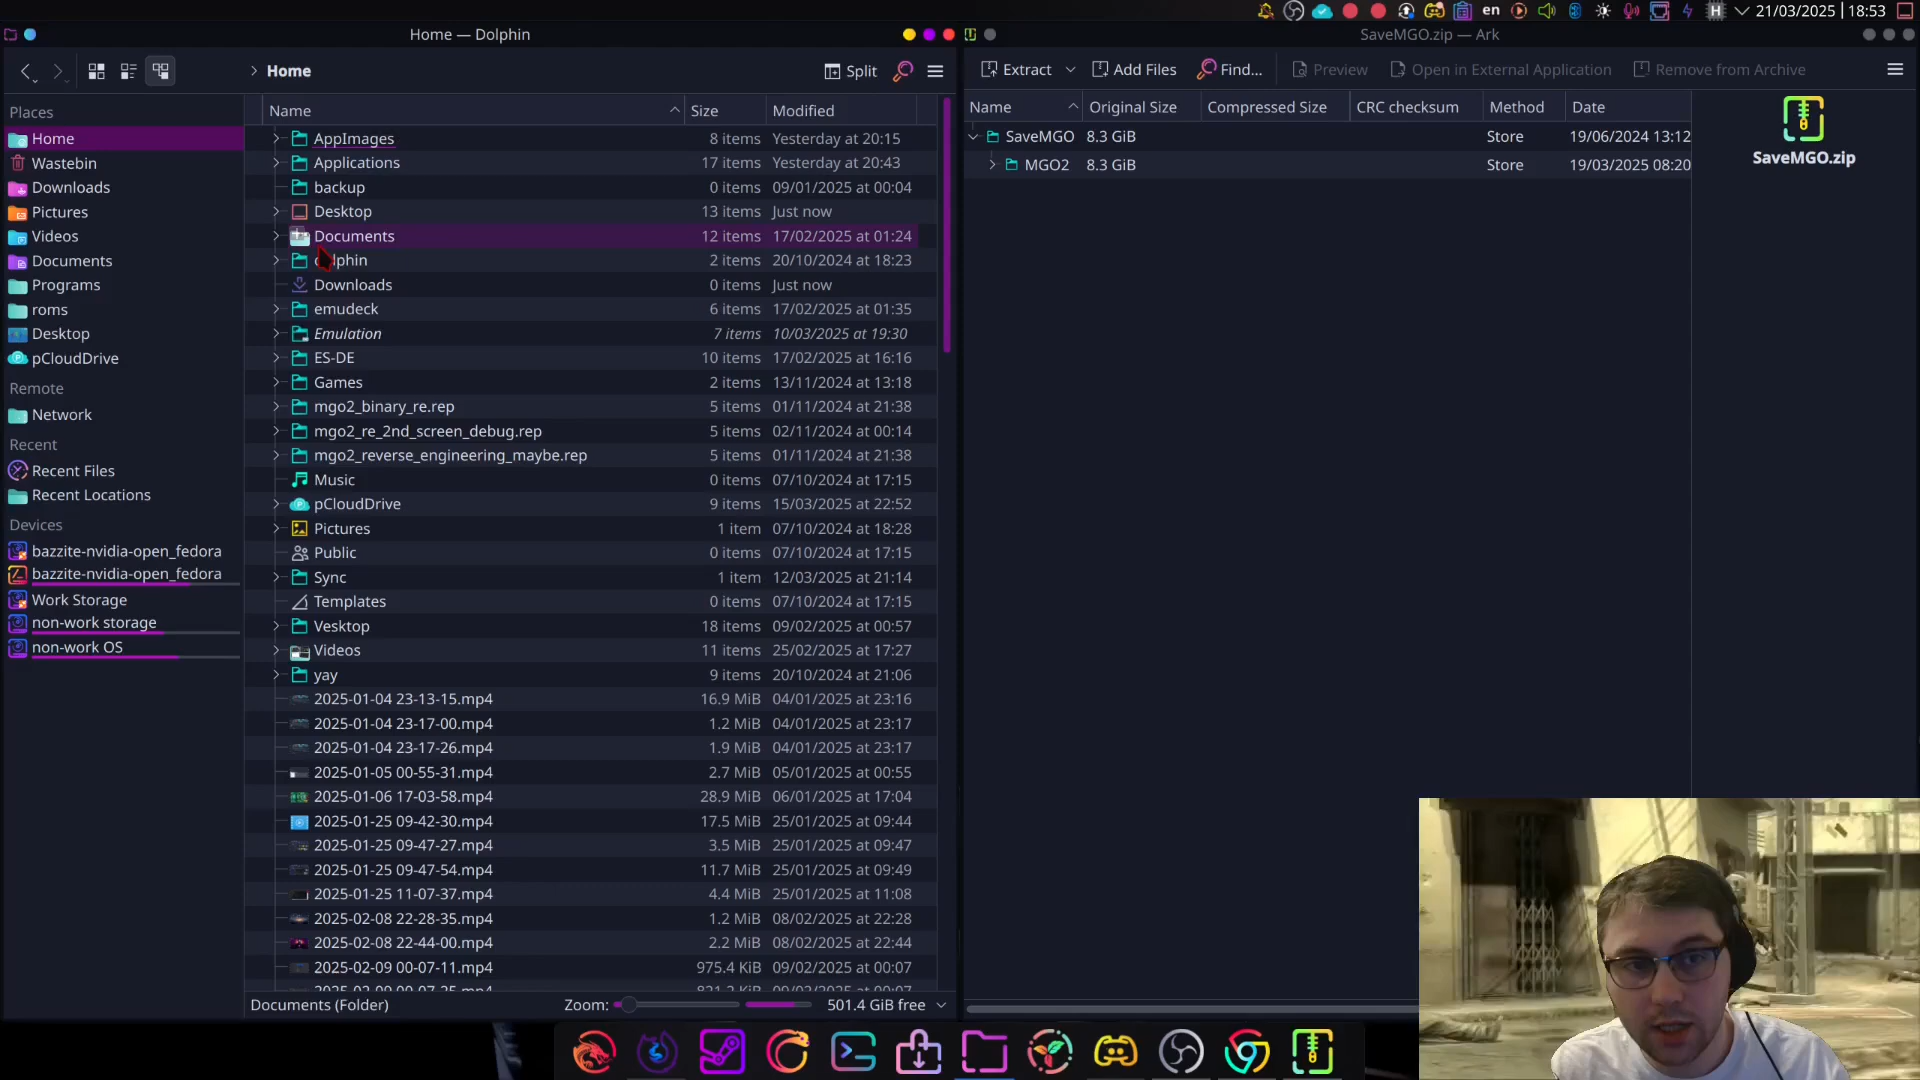 en
21/03/2025 | 18:53
Home — Dolphin
Home
Split
Places
Home
Wastebin
Downloads
Pictures
Videos
Documents
Programs
roms
Desktop
pCloudDrive
Remote
Network
Recent
Recent Files
Recent Locations
Devices
bazzite-nvidia-open_fedora
bazzite-nvidia-open_fedora
Work Storage
non-work storage
non-work OS
Name Size Modified
AppImages 8 items Yesterday at 20:15
Applications 17 items Yesterday at 20:43
backup 0 items 09/01/2025 at 00:04
Desktop 13 items Just now
Documents 12 items 17/02/2025 at 01:24
lphin 2 items 20/10/2024 at 18:23
Downloads 0 items Just now
emudeck 6 items 17/02/2025 at 01:35
Emulation 7 items 10/03/2025 at 19:30
ES-DE 10 items 17/02/2025 at 16:16
Games 2 items 13/11/2024 at 13:18
mgo2_binary_re.rep 5 items 01/11/2024 at 21:38
mgo2_re_2nd_screen_debug.rep 5 items 02/11/2024 at 00:14
mgo2_reverse_engineering_maybe.rep 5 items 01/11/2024 at 21:38
Music 0 items 07/10/2024 at 17:15
pCloudDrive 9 items 15/03/2025 at 22:52
Pictures 1 item 07/10/2024 at 18:28
Public 0 items 07/10/2024 at 17:15
Sync 1 item 12/03/2025 at 21:14
Templates 0 items 07/10/2024 at 17:15
Vesktop 18 items 09/02/2025 at 00:57
Videos 11 items 25/02/2025 at 17:27
yay 9 items 20/10/2024 at 21:06
2025-01-04 23-13-15.mp4 16.9 MiB 04/01/2025 at 23:16
2025-01-04 23-17-00.mp4 1.2 MiB 04/01/2025 at 23:17
2025-01-04 23-17-26.mp4 1.9 MiB 04/01/2025 at 23:17
2025-01-05 00-55-31.mp4 2.7 MiB 05/01/2025 at 00:55
2025-01-06 17-03-58.mp4 28.9 MiB 06/01/2025 at 17:04
2025-01-25 09-42-30.mp4 17.5 MiB 25/01/2025 at 09:44
2025-01-25 09-47-27.mp4 3.5 MiB 25/01/2025 at 09:47
2025-01-25 09-47-54.mp4 11.7 MiB 25/01/2025 at 09:49
2025-01-25 11-07-37.mp4 4.4 MiB 25/01/2025 at 11:08
2025-02-08 22-28-35.mp4 1.2 MiB 08/02/2025 at 22:28
2025-02-08 22-44-00.mp4 2.2 MiB 08/02/2025 at 22:44
2025-02-09 00-07-11.mp4 975.4 KiB 09/02/2025 at 00:07
Documents (Folder) Zoom: 501.4 GiB free
SaveMGO.zip — Ark
Extract Add Files Find... Preview Open in External Application Remove from Archive
Name Original Size Compressed Size CRC checksum Method Date
SaveMGO 8.3 GiB Store 19/06/2024 13:12
MGO2 8.3 GiB Store 19/03/2025 08:20
SaveMGO.zip